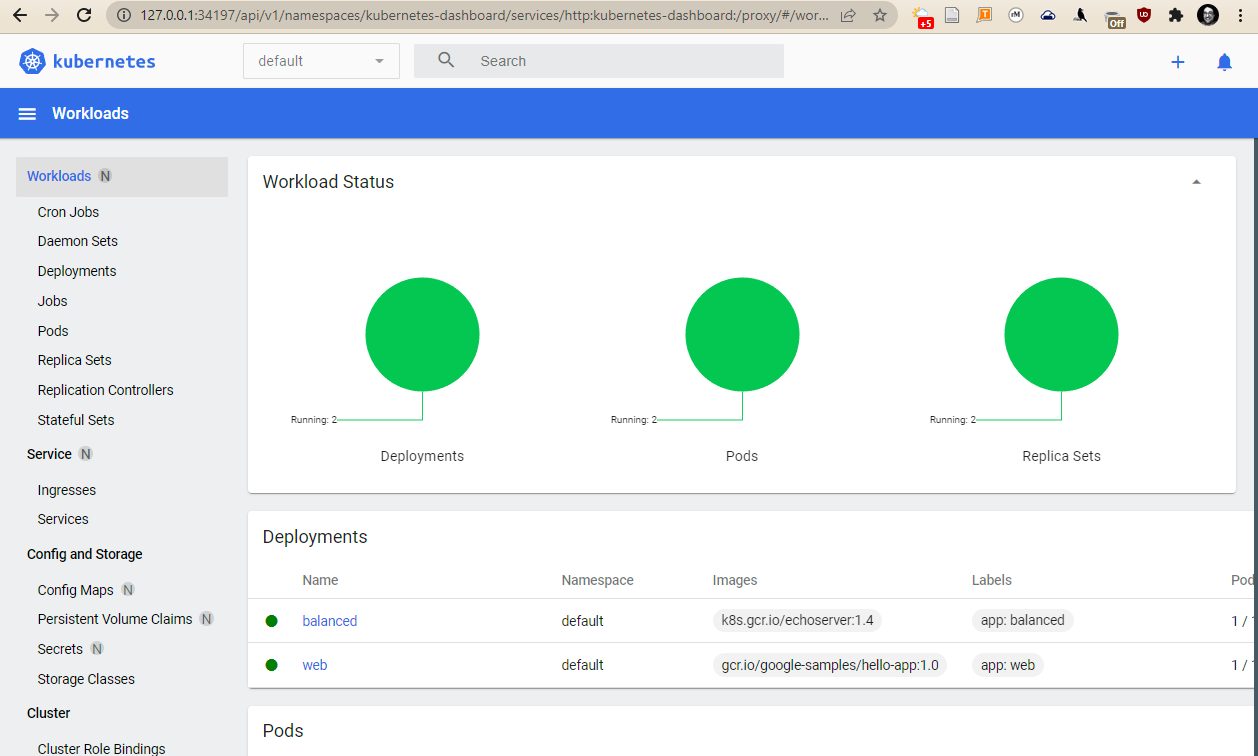 127.0.0.1:34197/api/v1/namespaces/kubernetes-dashboard/services/http:kubernetes-dashboard:/proxy/#/wor...
+5
T
rM
Off
UD
kubernetes
default
Search
Workloads
Workloads N
Cron Jobs
Daemon Sets
Deployments
Jobs
Pods
Replica Sets
Replication Controllers
Stateful Sets
Service N
Ingresses
Services
Config and Storage
Config Maps N
Persistent Volume Claims N
Secrets N
Storage Classes
Cluster
Cluster Role Bindings
Workload Status
Running: 2 Running: 2 Running: 2
Deployments Pods Replica Sets
Deployments
Name Namespace Images Labels Pod
balanced default k8s.gcr.io/echoserver:1.4 app: balanced 1 / 1
web default gcr.io/google-samples/hello-app:1.0 app: web 1 / 1
Pods